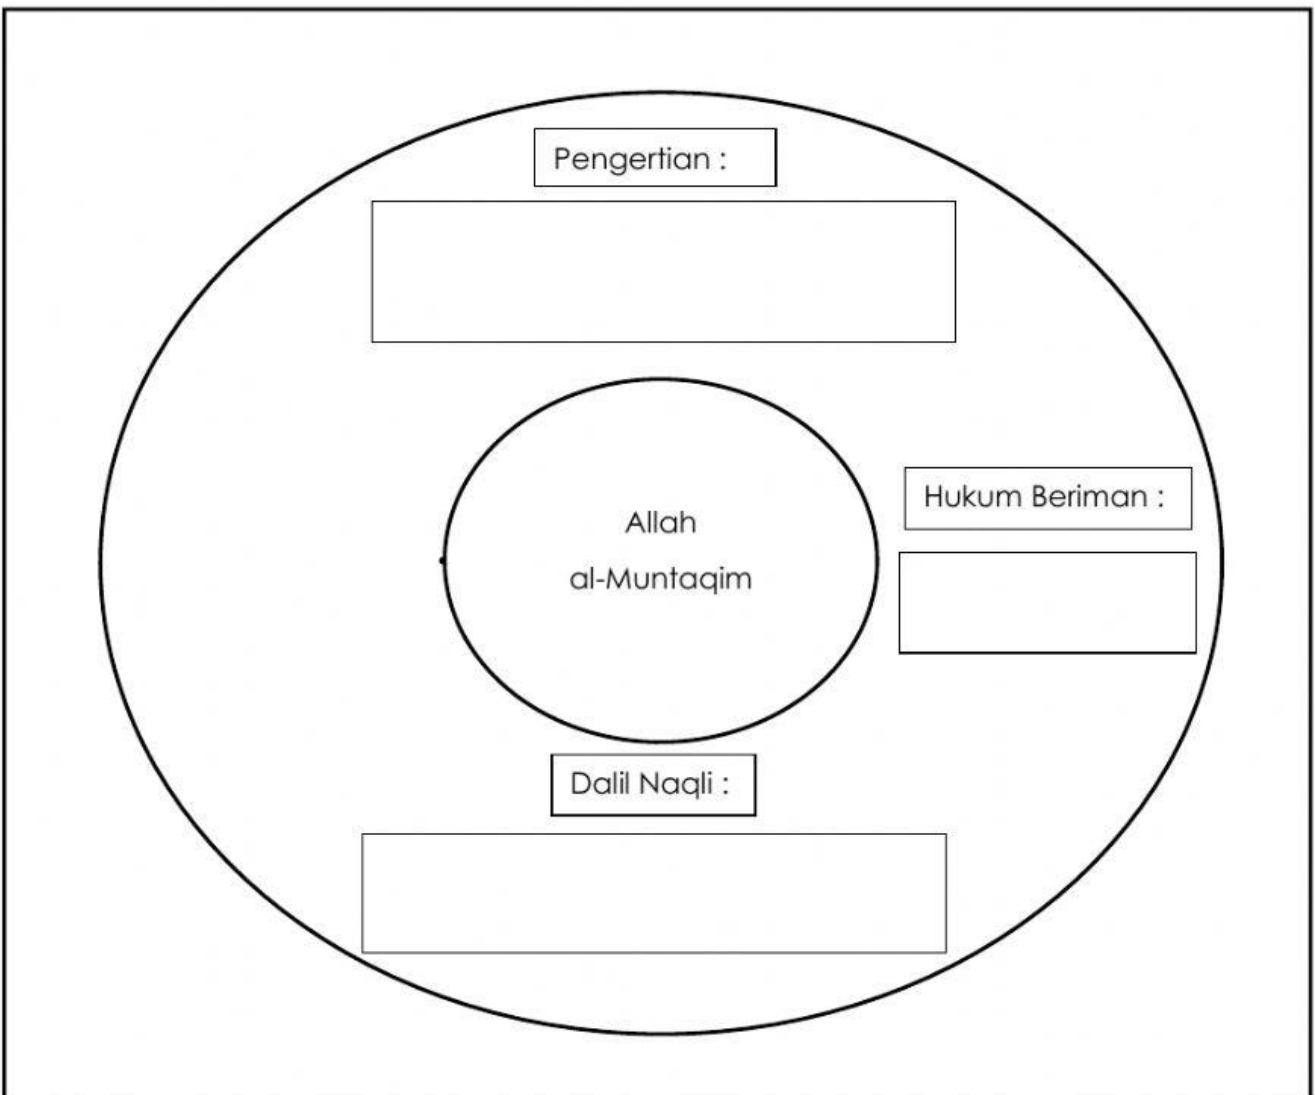 Pengertian :
Allah
al-Muntaqim
Hukum Beriman :
Dalil Naqli :